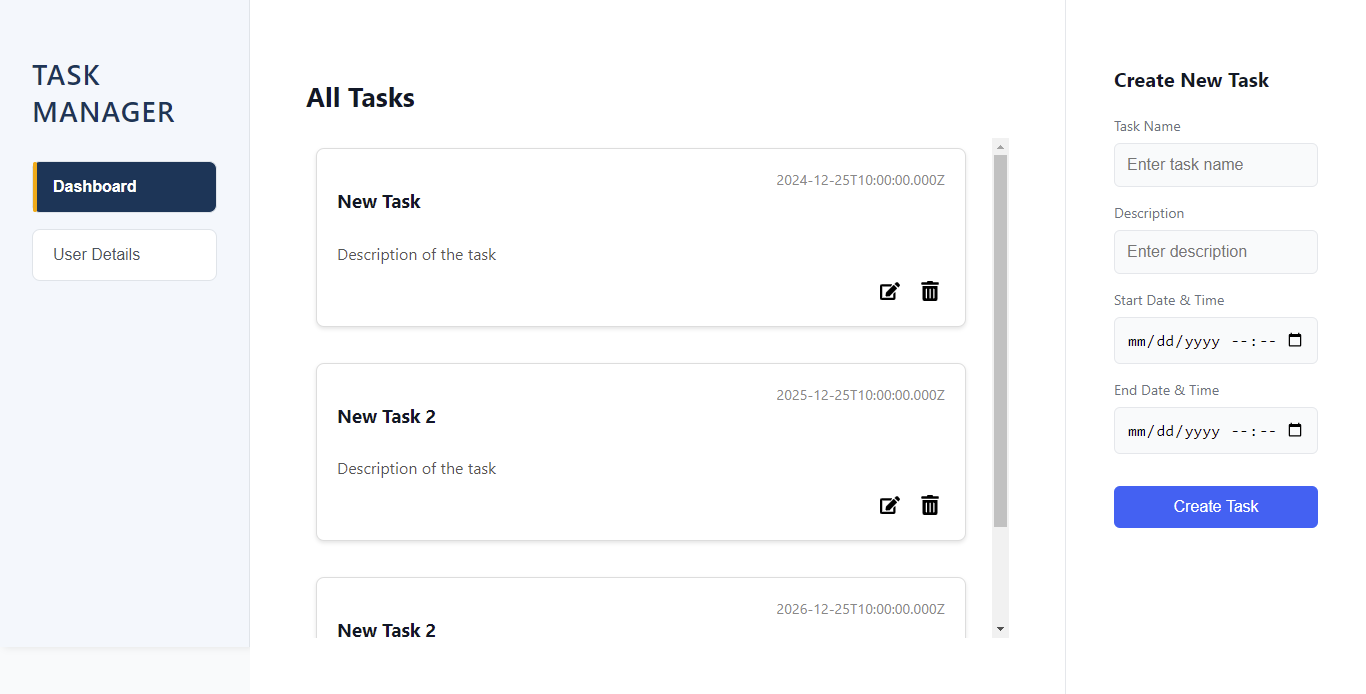 TASK
MANAGER
Dashboard
User Details
All Tasks
2024-12-25T10:00:00.000Z
New Task
Description of the task
2025-12-25T10:00:00.000Z
New Task 2
Description of the task
2026-12-25T10:00:00.000Z
New Task 2
Create New Task
Task Name
Enter task name
Description
Enter description
Start Date & Time
mm/dd/yyyy --:--
End Date & Time
mm/dd/yyyy --:--
Create Task